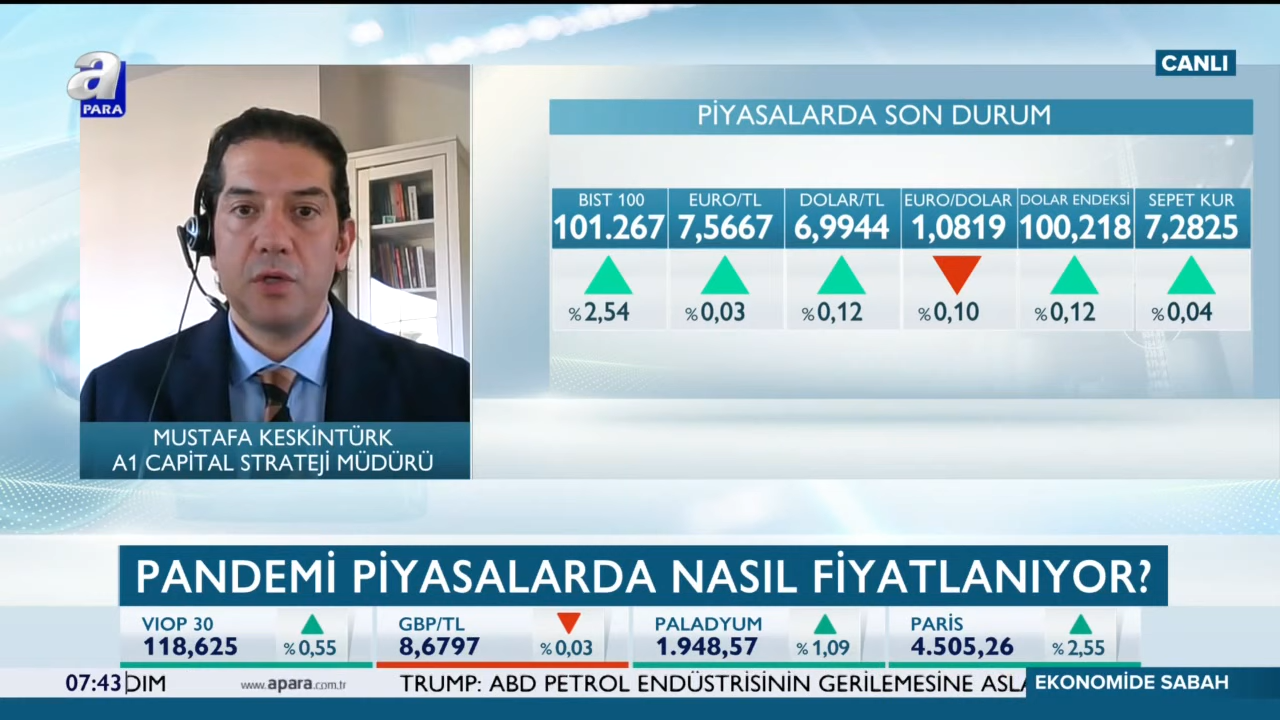 a
PARA
CANLI
PİYASALARDA SON DURUM
BIST 100
101.267
%2,54
EURO/TL
7,5667
%0,03
DOLAR/TL
6,9944
%0,12
EURO/DOLAR
1,0819
%0,10
DOLAR ENDEKSİ
100,218
%0,12
SEPET KUR
7,2825
%0,04
MUSTAFA KESKİNTÜRK
A1 CAPITAL STRATEJİ MÜDÜRÜ
PANDEMİ PİYASALARDA NASIL FİYATLANIYOR?
VIOP 30
118,625
%0,55
GBP/TL
8,6797
%0,03
PALADYUM
1.948,57
%1,09
PARİS
4.505,26
%2,55
07:43 DIM www.apara.com.tr TRUMP: ABD PETROL ENDÜSTRİSİNİN GERİLEMESİNE ASLA EKONOMİDE SABAH